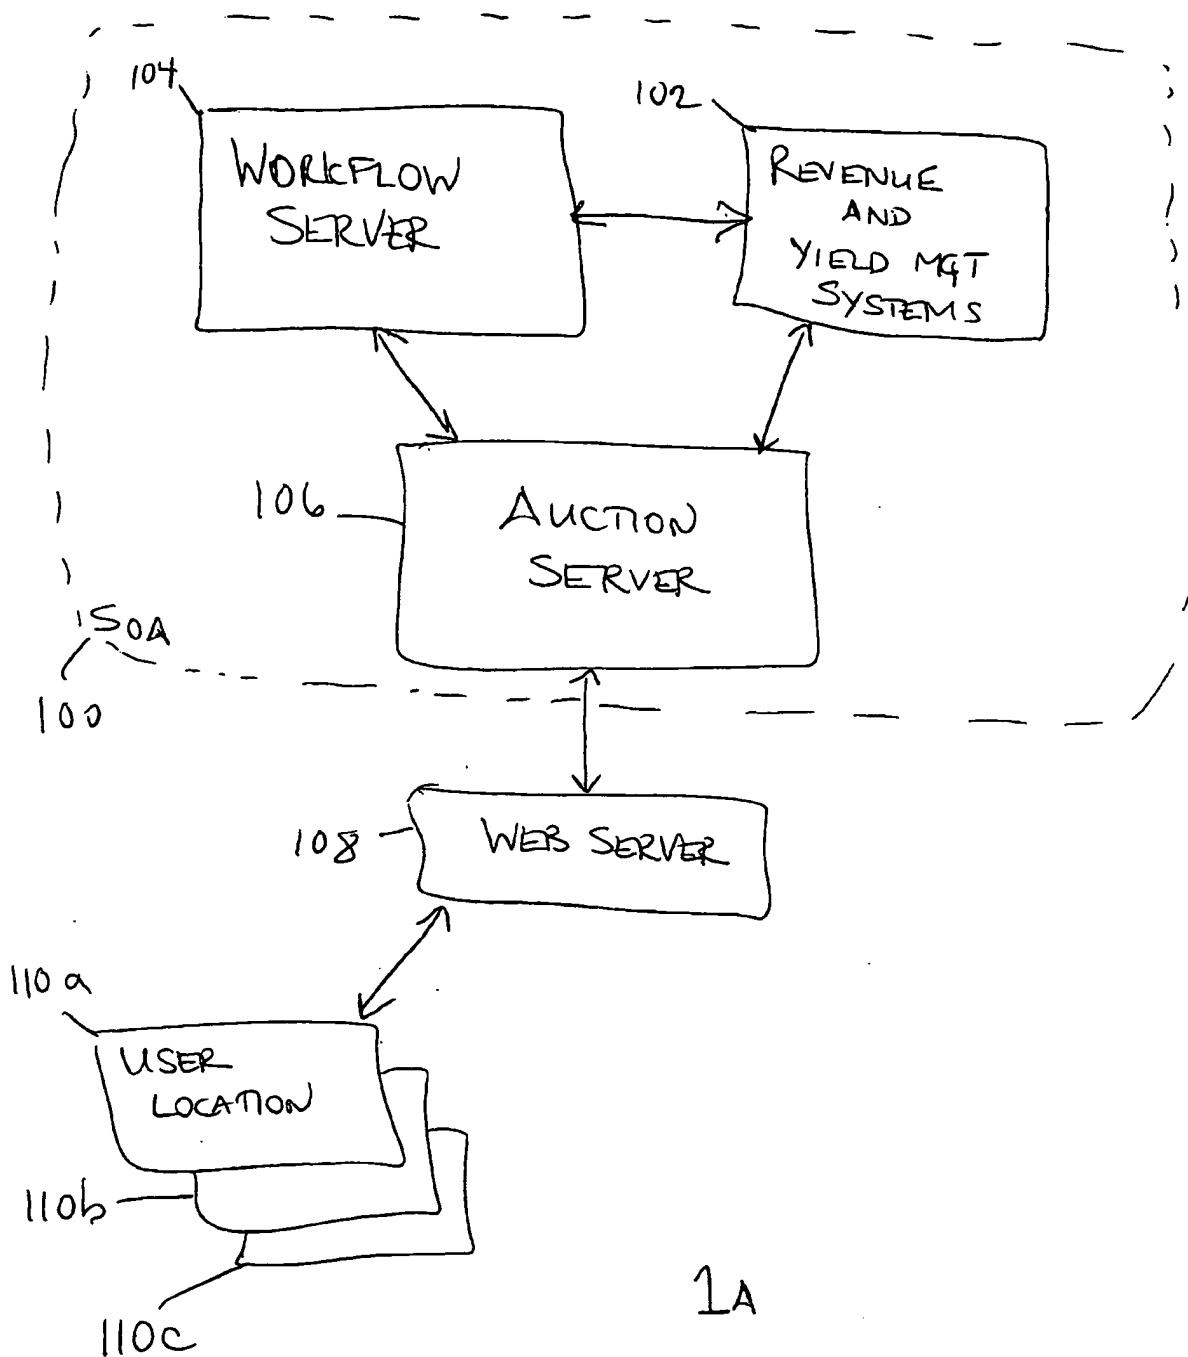 104
102
WORKFLOW
SERVER
REVENUE
AND
YIELD MGT
SYSTEMS
106
AUCTION
SERVER
SOA
100
108
WEB SERVER
110a
USER
LOCATION
110b
110c
1A